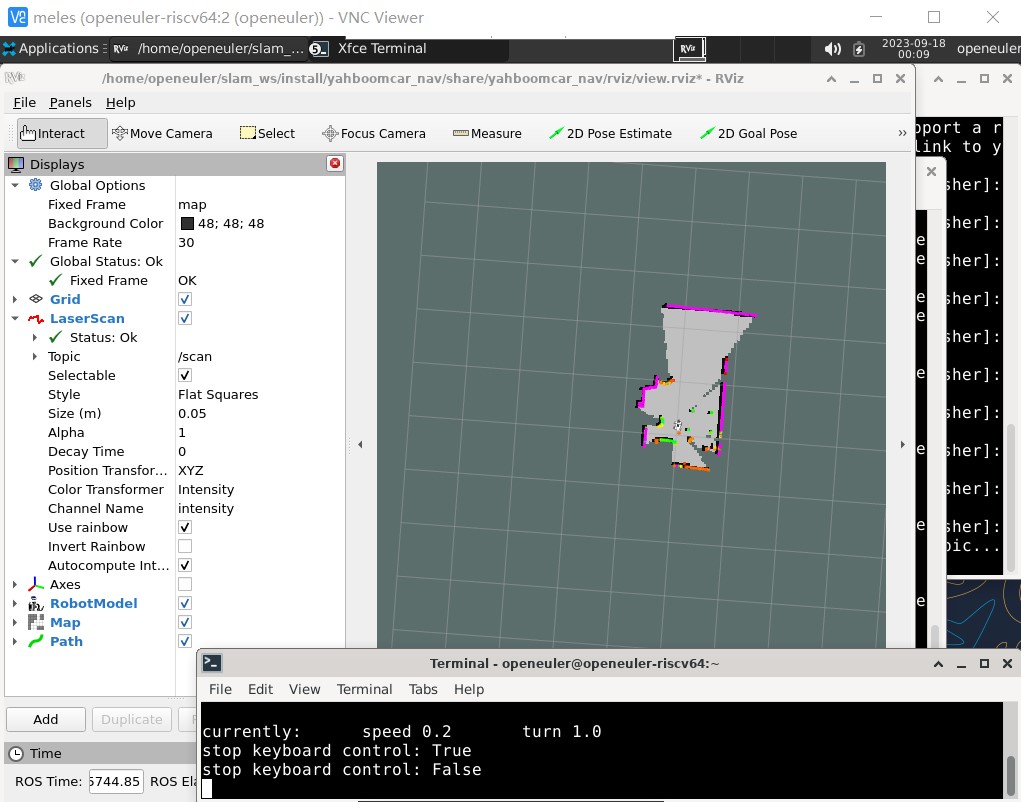 meles (openeuler-riscv64:2 (openeuler)) - VNC Viewer
Applications
/home/openeuler/slam_...
Xfce Terminal
RViz
2023-09-18
00:09
openeuler
/home/openeuler/slam_ws/install/yahboomcar_nav/share/yahboomcar_nav/rviz/view.rviz* - RViz
File Panels Help
Interact Move Camera Select Focus Camera Measure 2D Pose Estimate 2D Goal Pose
Displays
Global Options
Fixed Frame map
Background Color 48; 48; 48
Frame Rate 30
Global Status: Ok
Fixed Frame OK
Grid
LaserScan
Status: Ok
Topic /scan
Selectable
Style Flat Squares
Size (m) 0.05
Alpha 1
Decay Time 0
Position Transfor... XYZ
Color Transformer Intensity
Channel Name intensity
Use rainbow
Invert Rainbow
Autocompute Int...
Axes
RobotModel
Map
Path
Add Duplicate
Time
ROS Time: 5744.85 ROS Ela
port a r
link to y
sher]:
sher]:
sher]:
sher]:
sher]:
sher]:
sher]:
sher]:
sher]:
sher]:
pic...
Terminal - openeuler@openeuler-riscv64:~
File Edit View Terminal Tabs Help
currently: speed 0.2 turn 1.0
stop keyboard control: True
stop keyboard control: False